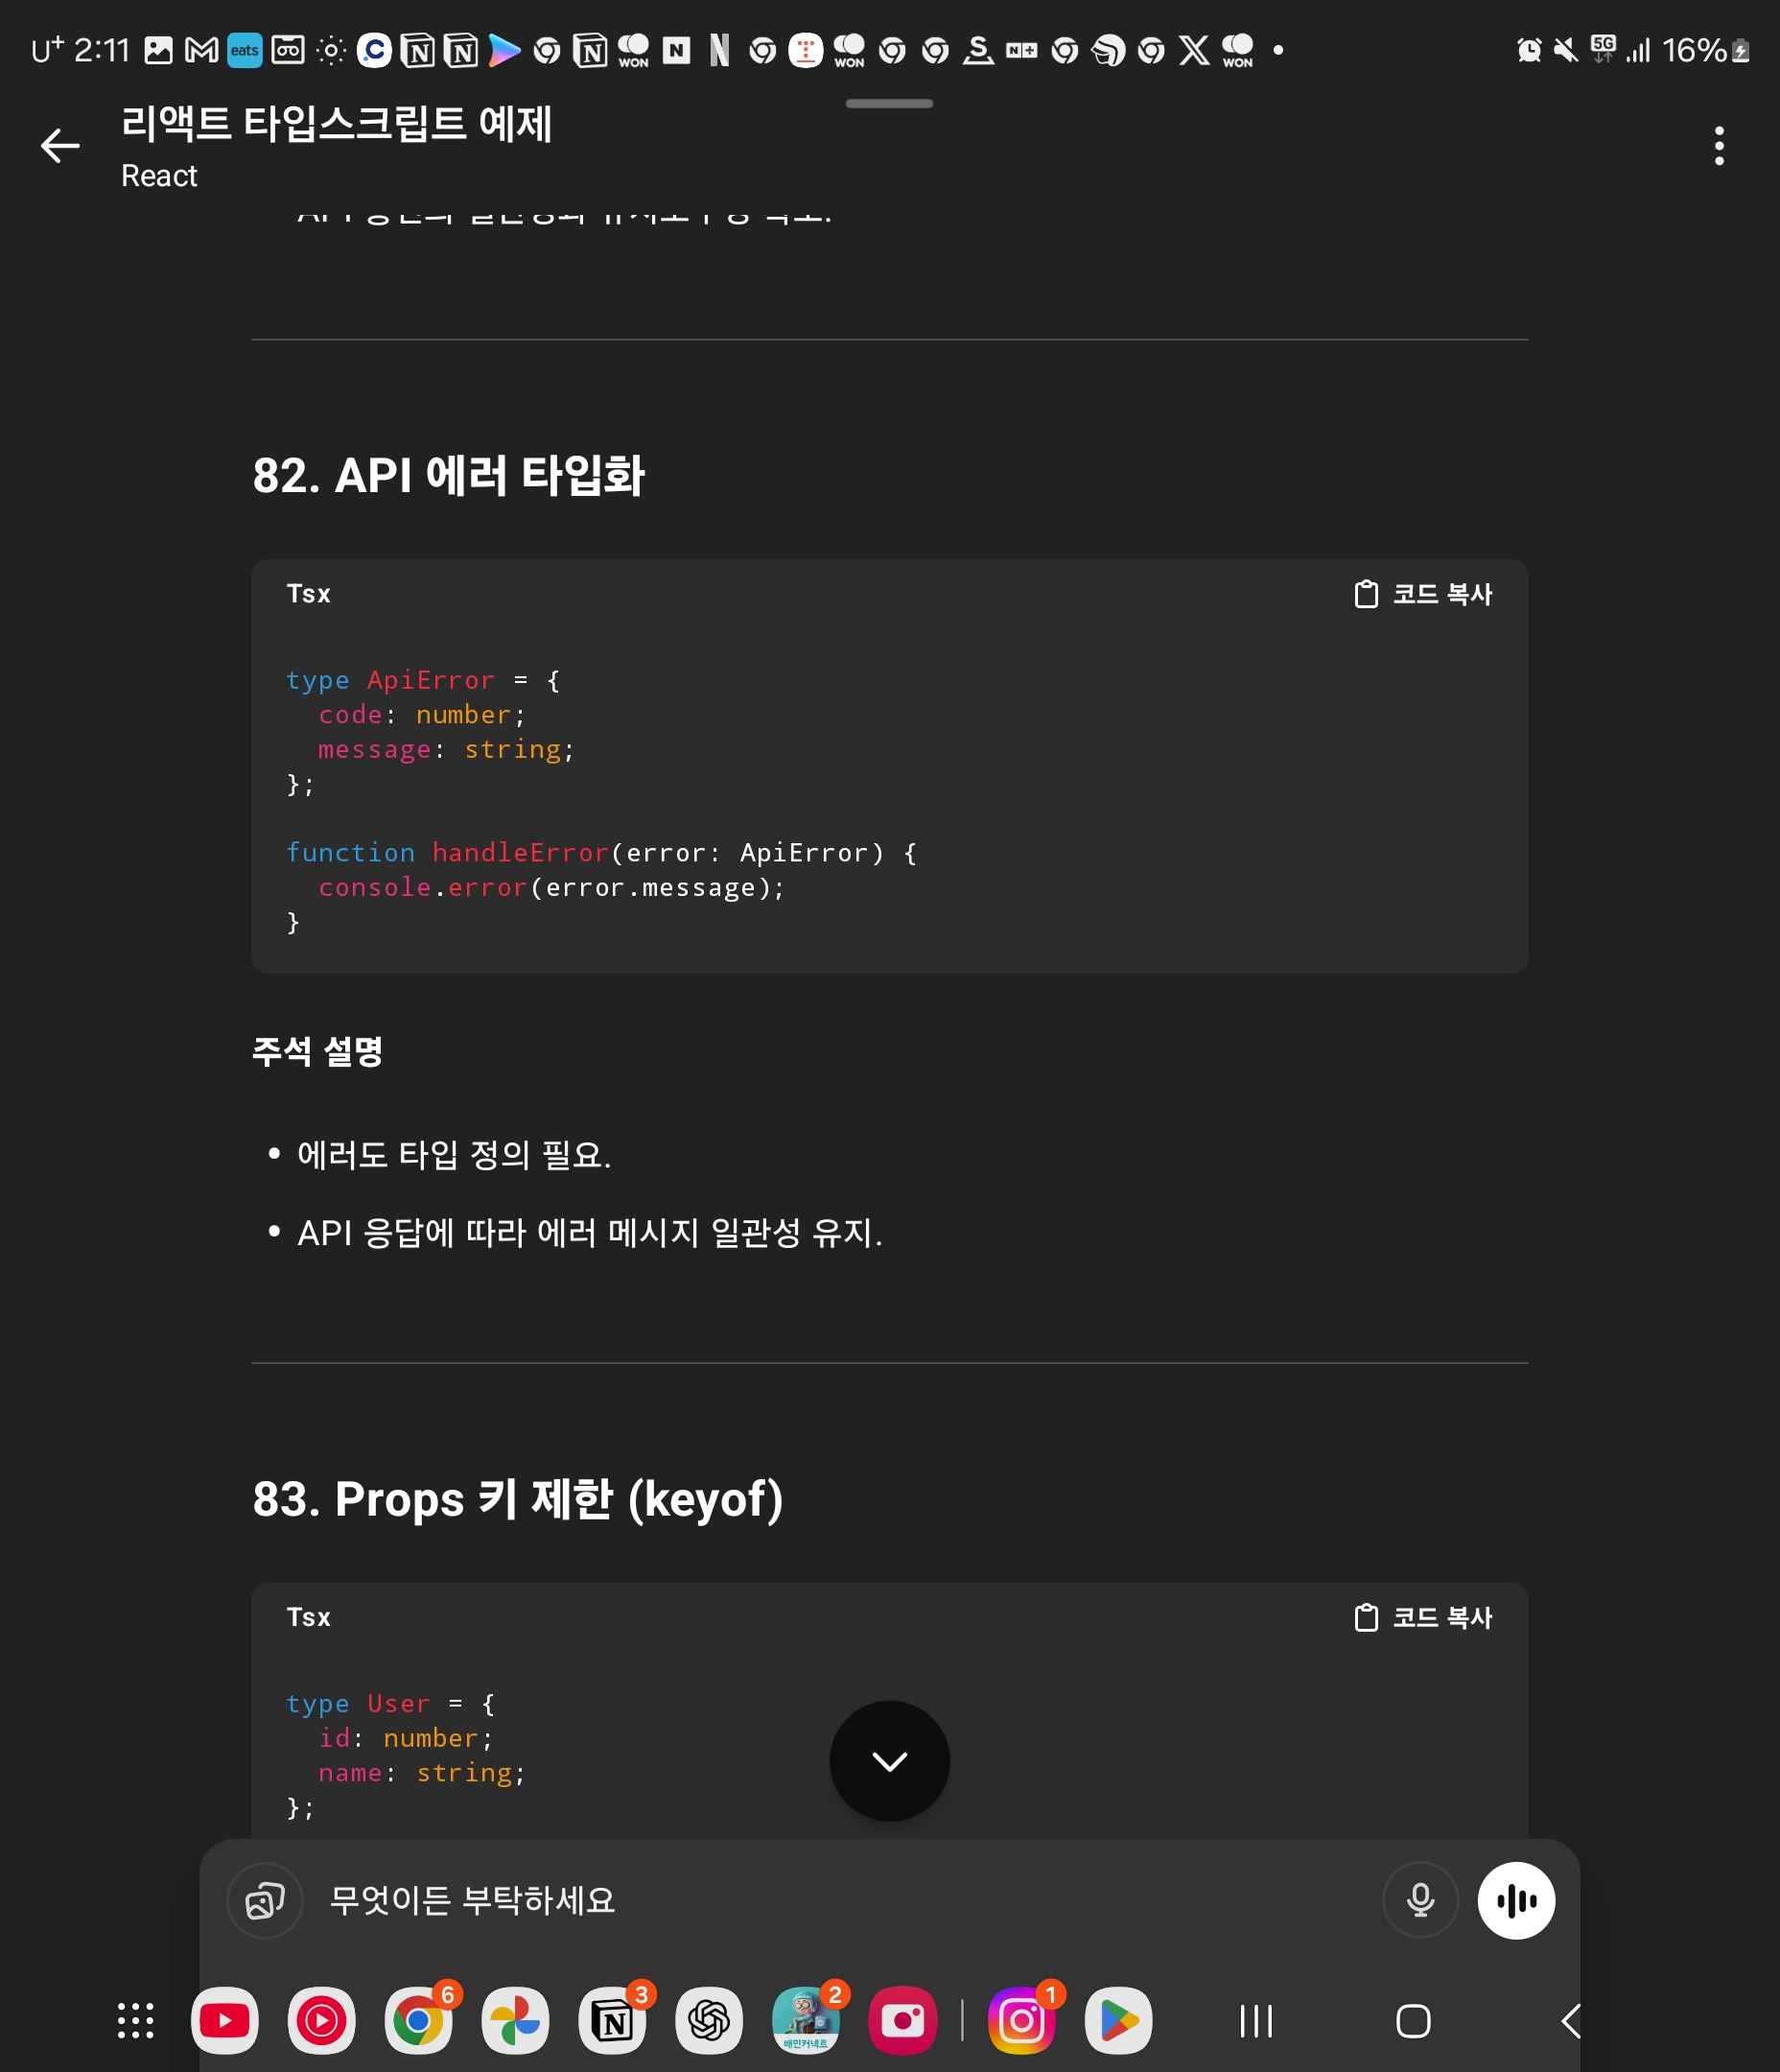 U+ 2:11 eats WON WON WON 5G 16%
리액트 타입스크립트 예제
React
82. API 에러 타입화
Tsx 코드 복사
type ApiError = {
  code: number;
  message: string;
};
function handleError(error: ApiError) {
  console.error(error.message);
}
주석 설명
• 에러도 타입 정의 필요.
• API 응답에 따라 에러 메시지 일관성 유지.
83. Props 키 제한 (keyof)
Tsx 코드 복사
type User = {
  id: number;
  name: string;
};
무엇이든 부탁하세요
6 3 2 1
배민커넥트